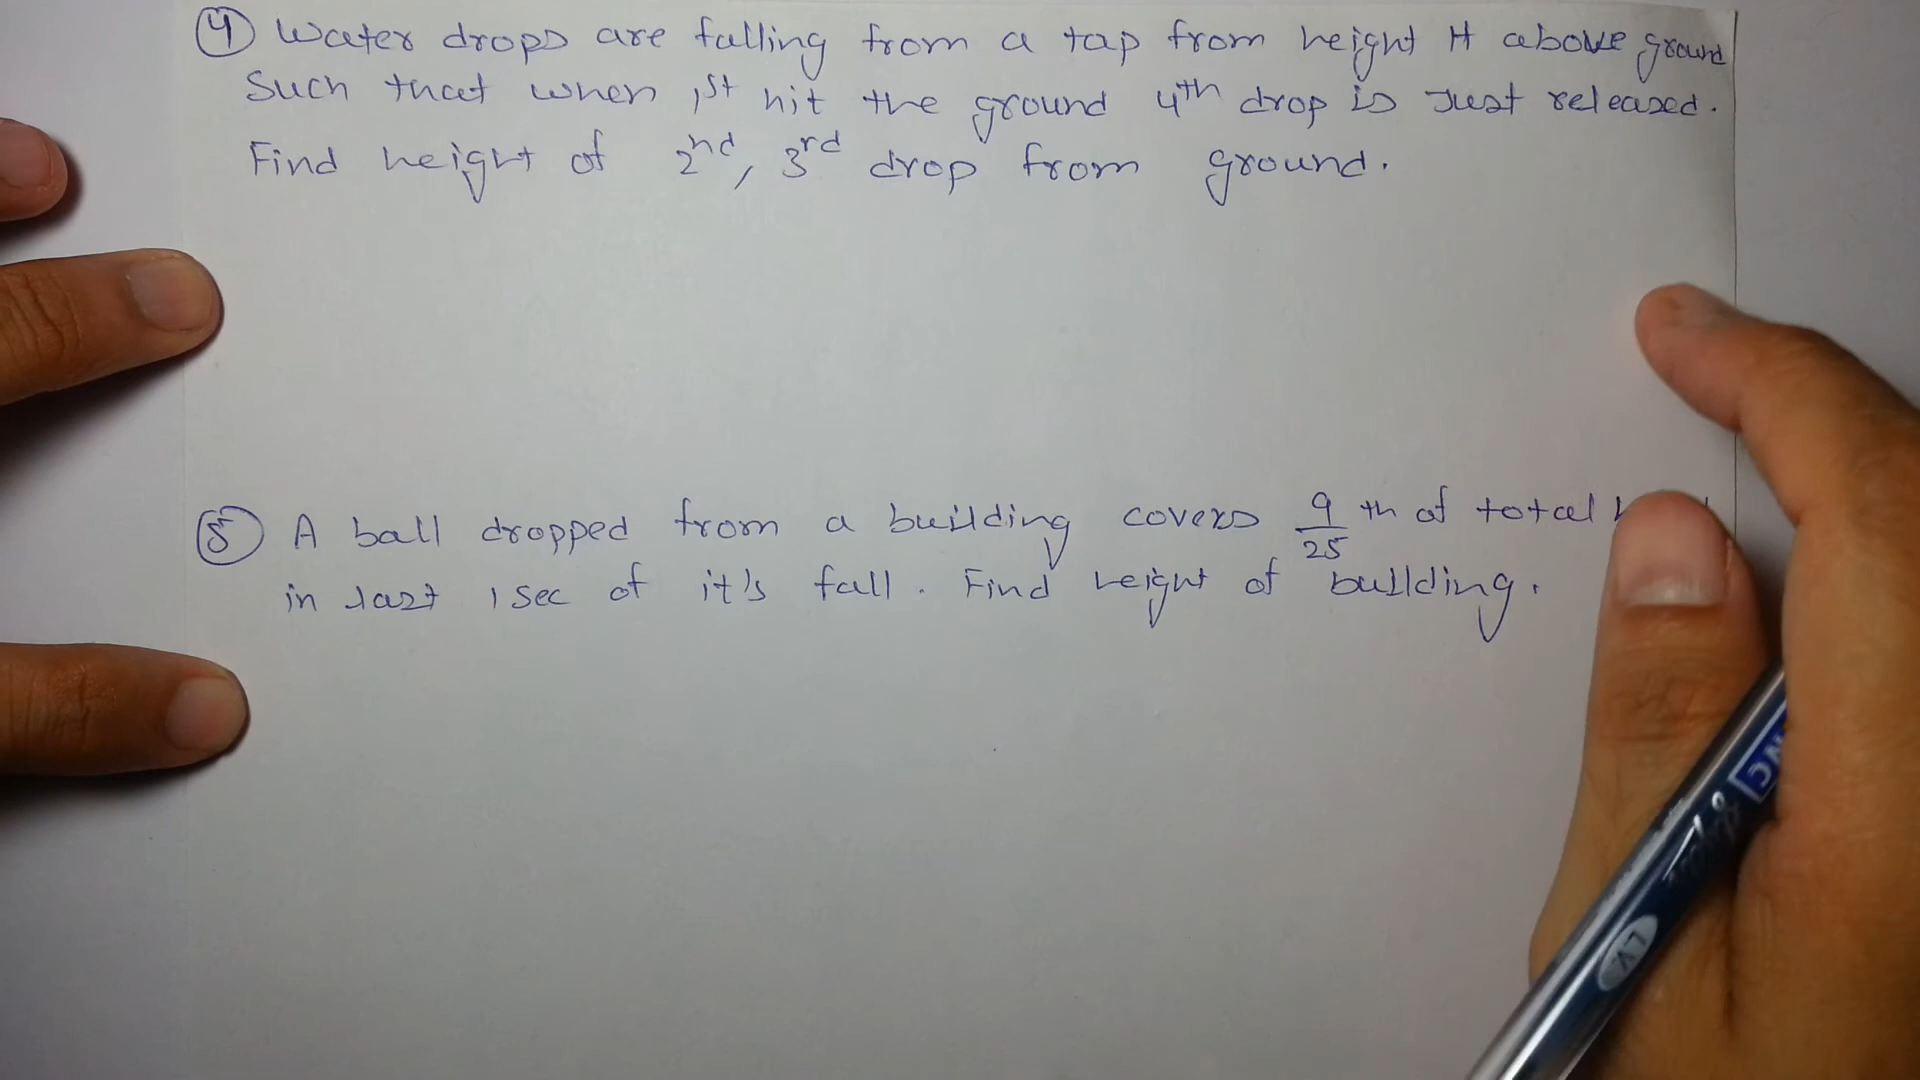 4 Water drops are falling from a tap from height H above ground
Such that when 1st hit the ground 4th drop is Just released.
Find height of 2nd, 3rd drop from ground.
5 A ball dropped from a building covers 9/25 th of total
in last 1 sec of it's fall. Find height of building.